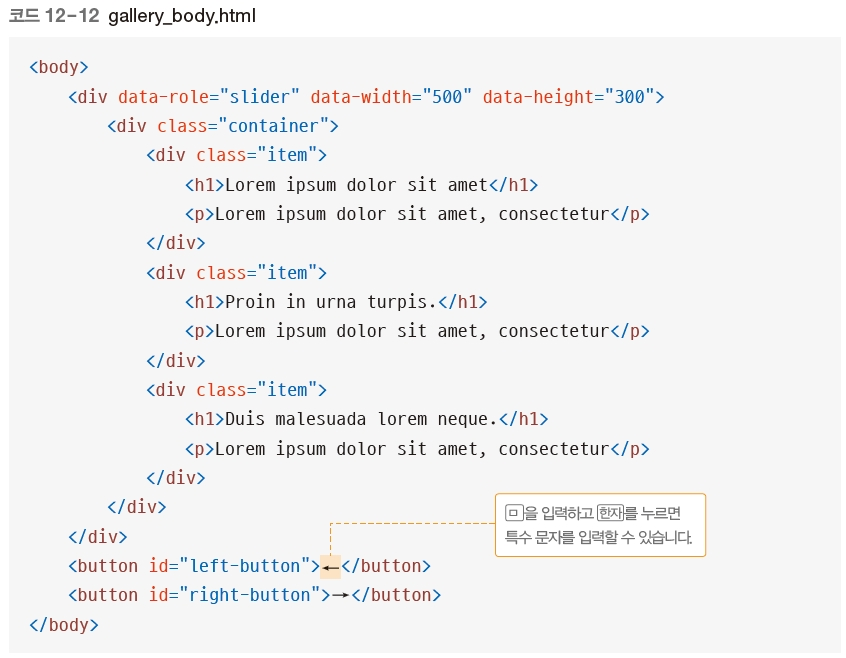 코드 12-12 gallery_body.html
<body>
<div data-role="slider" data-width="500" data-height="300">
<div class="container">
<div class="item">
<h1>Lorem ipsum dolor sit amet</h1>
<p>Lorem ipsum dolor sit amet, consectetur</p>
</div>
<div class="item">
<h1>Proin in urna turpis.</h1>
<p>Lorem ipsum dolor sit amet, consectetur</p>
</div>
<div class="item">
<h1>Duis malesuada lorem neque.</h1>
<p>Lorem ipsum dolor sit amet, consectetur</p>
</div>
</div>
ㅁ을 입력하고 한자를 누르면
특수 문자를 입력할 수 있습니다.
</div>
<button id="left-button">←</button>
<button id="right-button">→</button>
</body>